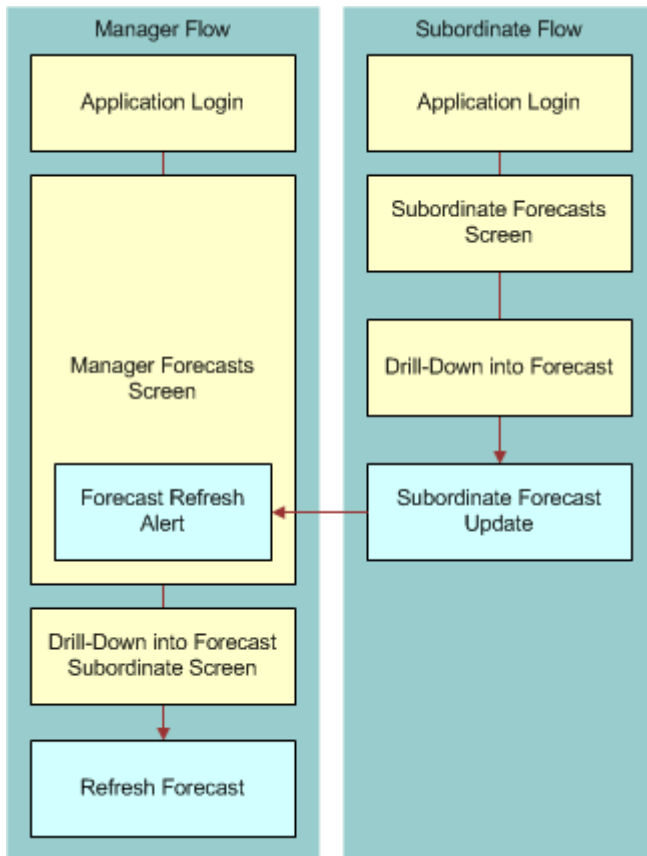 Manager Flow
Application Login
Manager Forecasts
Screen
Forecast Refresh
Alert
Drill-Down into Forecast
Subordinate Screen
Refresh Forecast
Subordinate Flow
Application Login
Subordinate Forecasts
Screen
Drill-Down into Forecast
Subordinate Forecast
Update